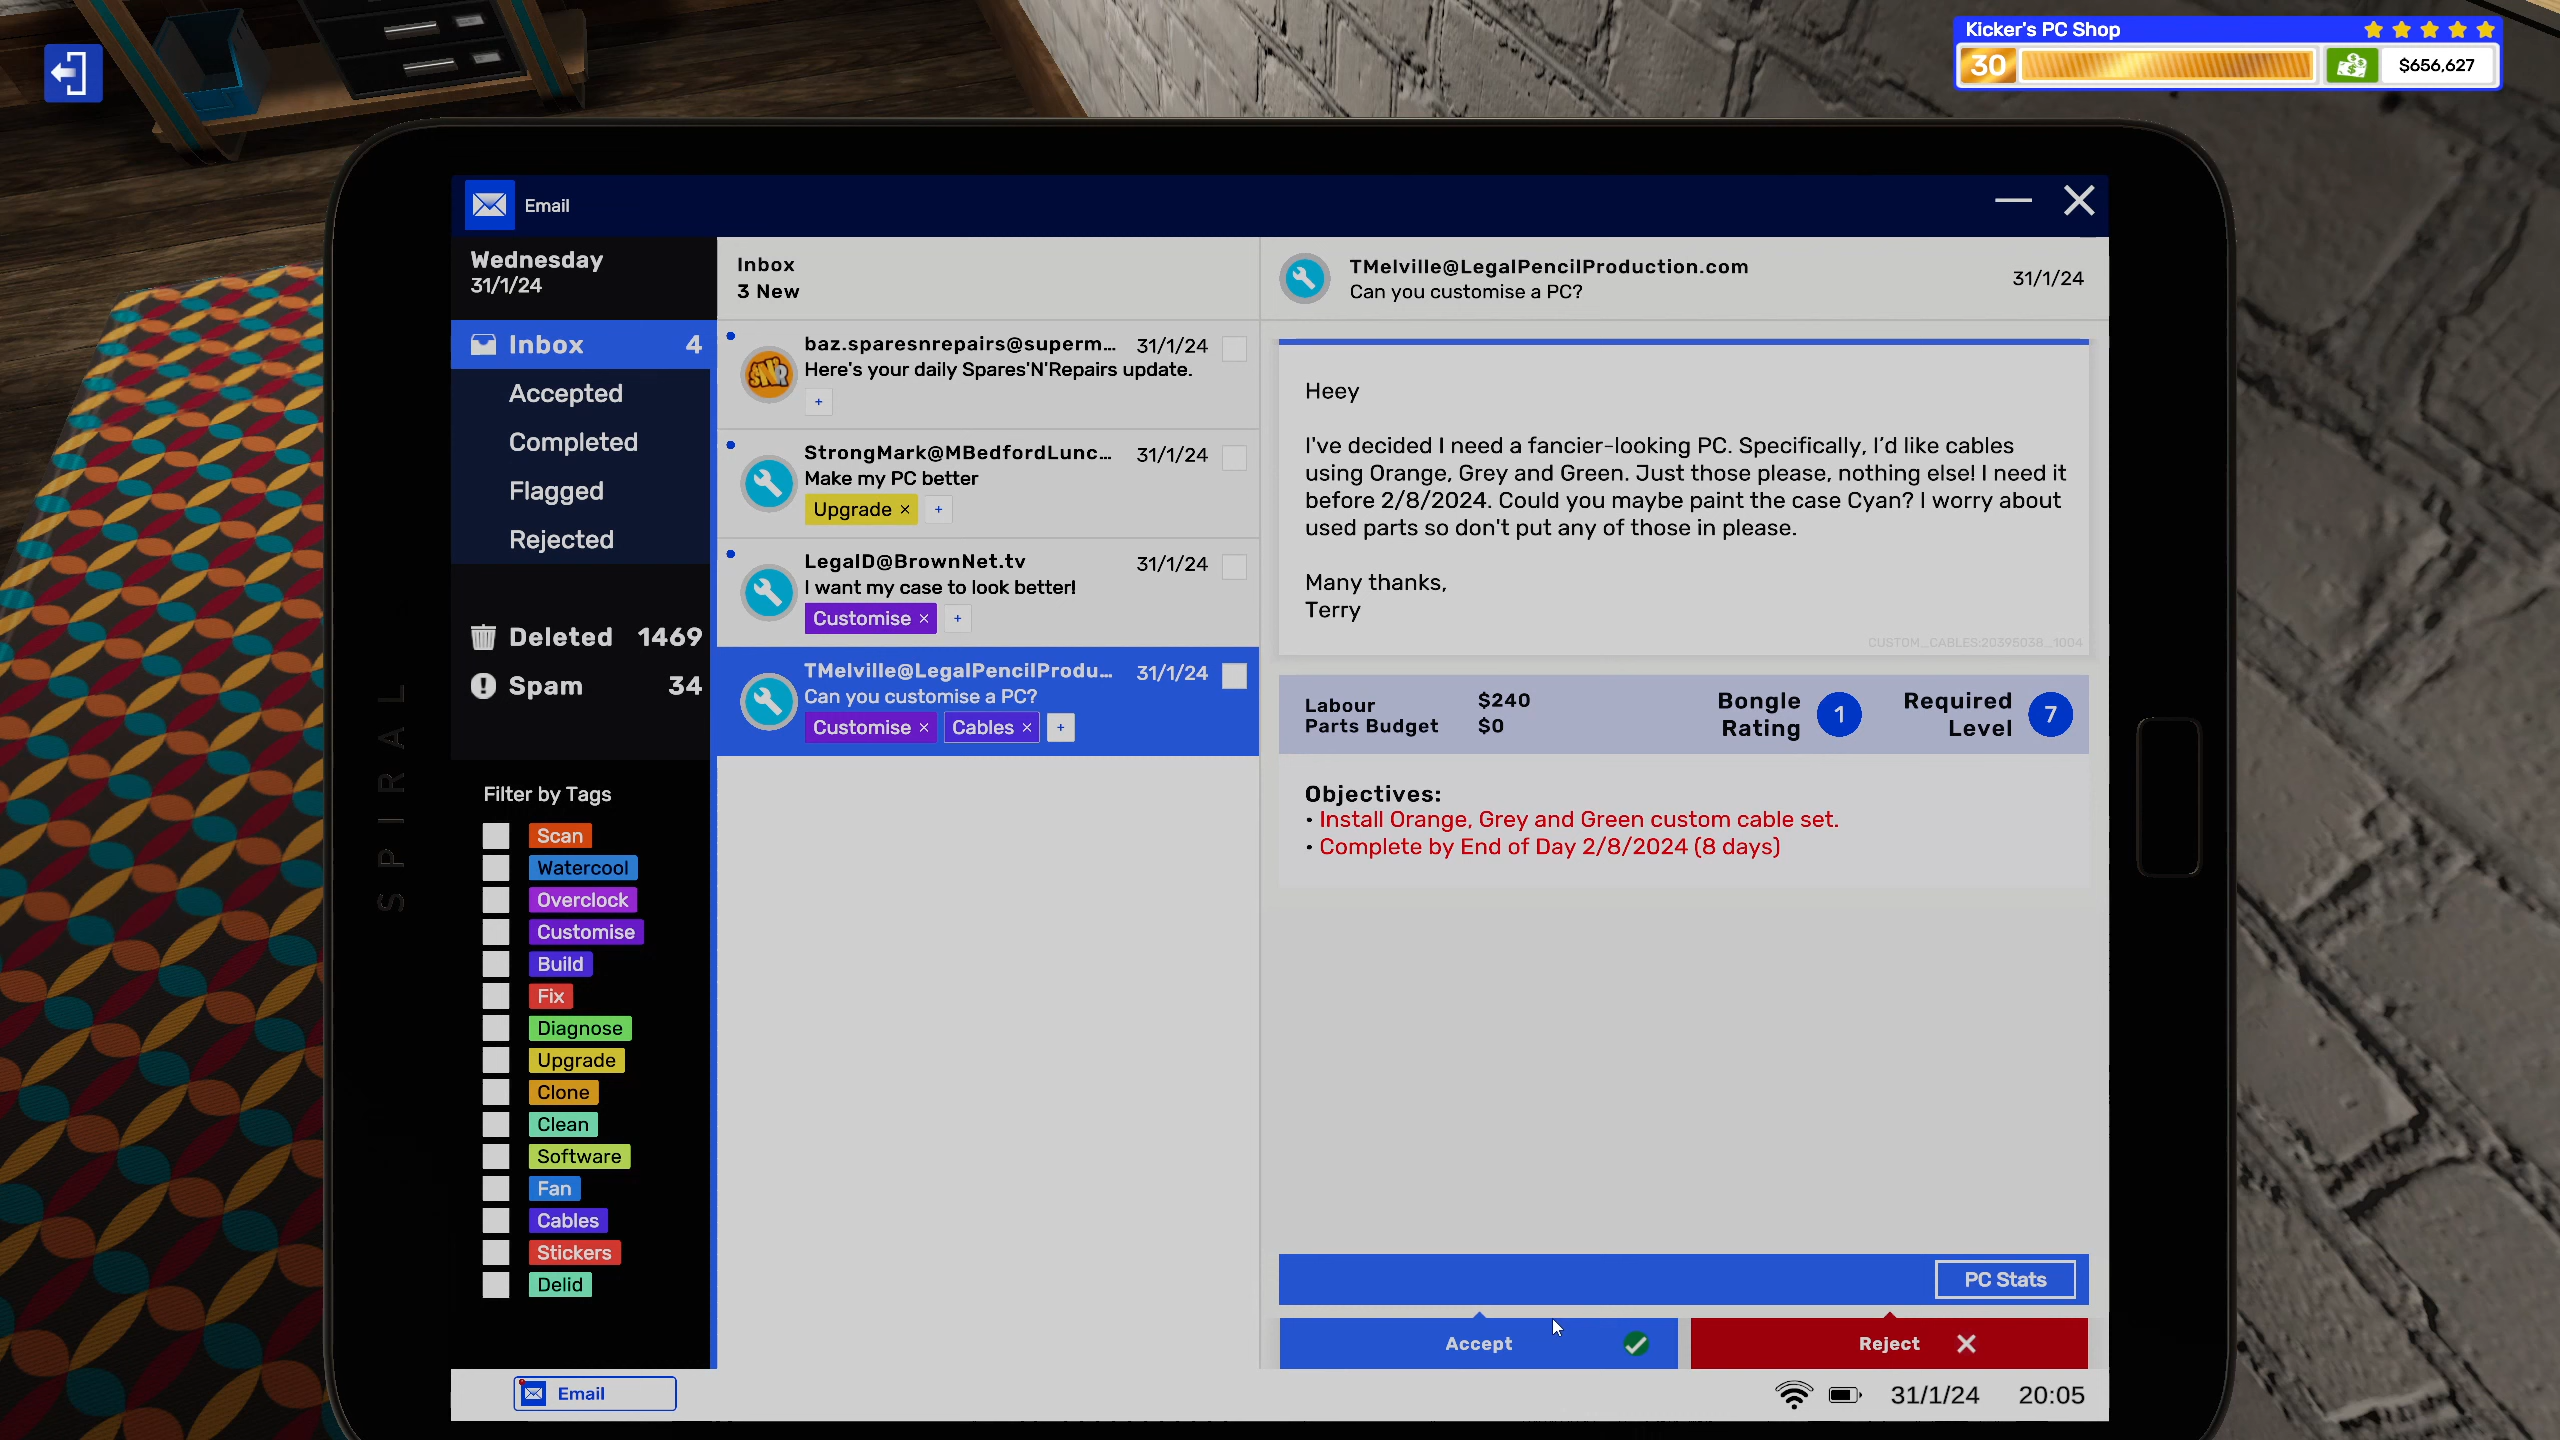 Kicker's PC Shop
30
$656,627
Email
Wednesday
31/1/24
Inbox 4
Accepted
Completed
Flagged
Rejected
Deleted 1469
Spam 34
Filter by Tags
Scan
Watercool
Overclock
Customise
Build
Fix
Diagnose
Upgrade
Clone
Clean
Software
Fan
Cables
Stickers
Delid
Inbox
3 New
baz.sparesnrepairs@superm... 31/1/24
SNR
Here's your daily Spares'N'Repairs update.
+
StrongMark@MBedfordLunc... 31/1/24
Make my PC better
Upgrade × +
LegalD@BrownNet.tv 31/1/24
I want my case to look better!
Customise × +
TMelville@LegalPencilProdu... 31/1/24
Can you customise a PC?
Customise × Cables × +
TMelville@LegalPencilProduction.com
Can you customise a PC?
31/1/24
Heey
I've decided I need a fancier-looking PC. Specifically, I'd like cables
using Orange, Grey and Green. Just those please, nothing else! I need it
before 2/8/2024. Could you maybe paint the case Cyan? I worry about
used parts so don't put any of those in please.
Many thanks,
Terry
CUSTOM_CABLES:20395038_1004
Labour $240
Parts Budget $0
Bongle
Rating 1
Required
Level 7
Objectives:
• Install Orange, Grey and Green custom cable set.
• Complete by End of Day 2/8/2024 (8 days)
PC Stats
Accept
Reject
Email
31/1/24 20:05
SPIRAL